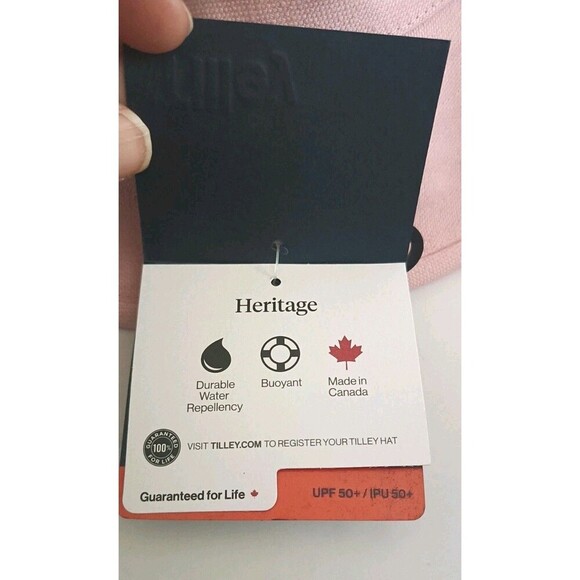 Tilley
Heritage
Durable
Water
Repellency
Buoyant
Made in
Canada
GUARANTEED
100%
FOR LIFE
VISIT TILLEY.COM TO REGISTER YOUR TILLEY HAT
Guaranteed for Life
UPF 50+ / IPU 50+